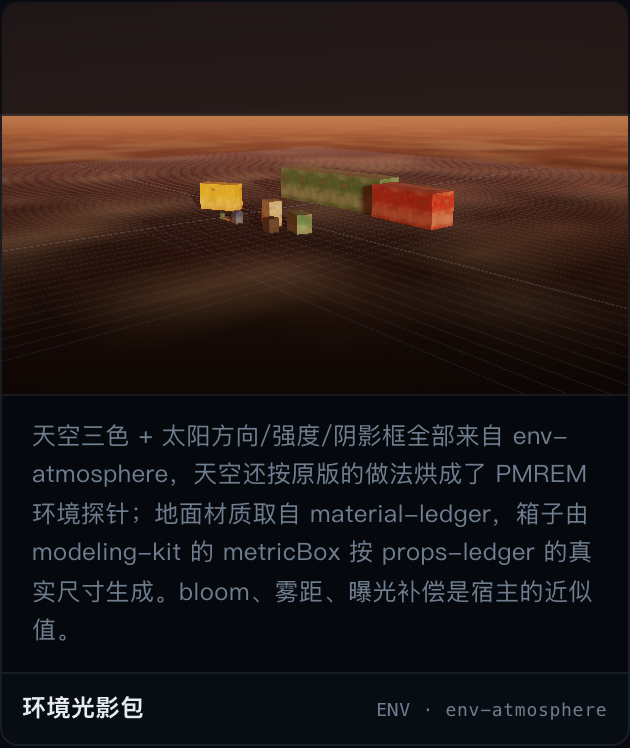 天空三色 + 太阳方向/强度/阴影框全部来自 env-
atmosphere，天空还按原版的做法烘成了 PMREM
环境探针；地面材质取自 material-ledger，箱子由
modeling-kit 的 metricBox 按 props-ledger 的真
实尺寸生成。bloom、雾距、曝光补偿是宿主的近似
值。
环境光影包 ENV · env-atmosphere